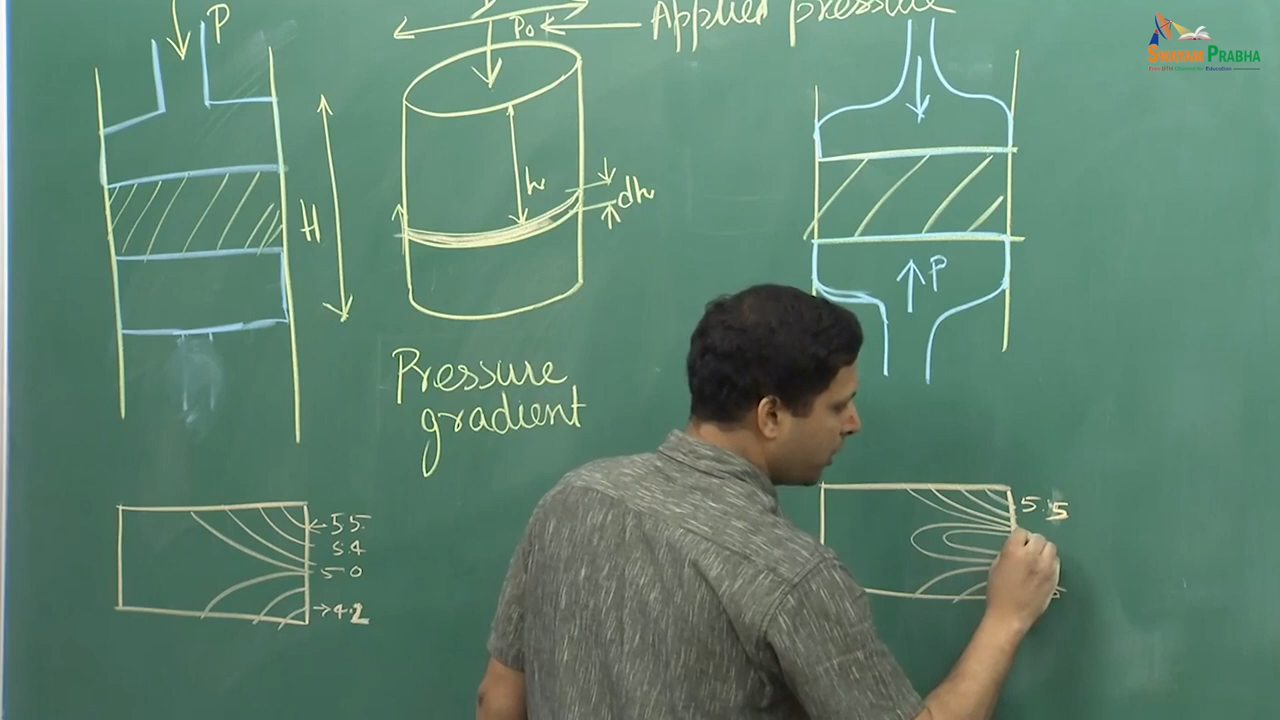 P
P₀
Applied pressure
SWAYAM PRABHA
h
dh
H
P
Pressure
gradient
5.5
5.4
5.0
4.2
5.5